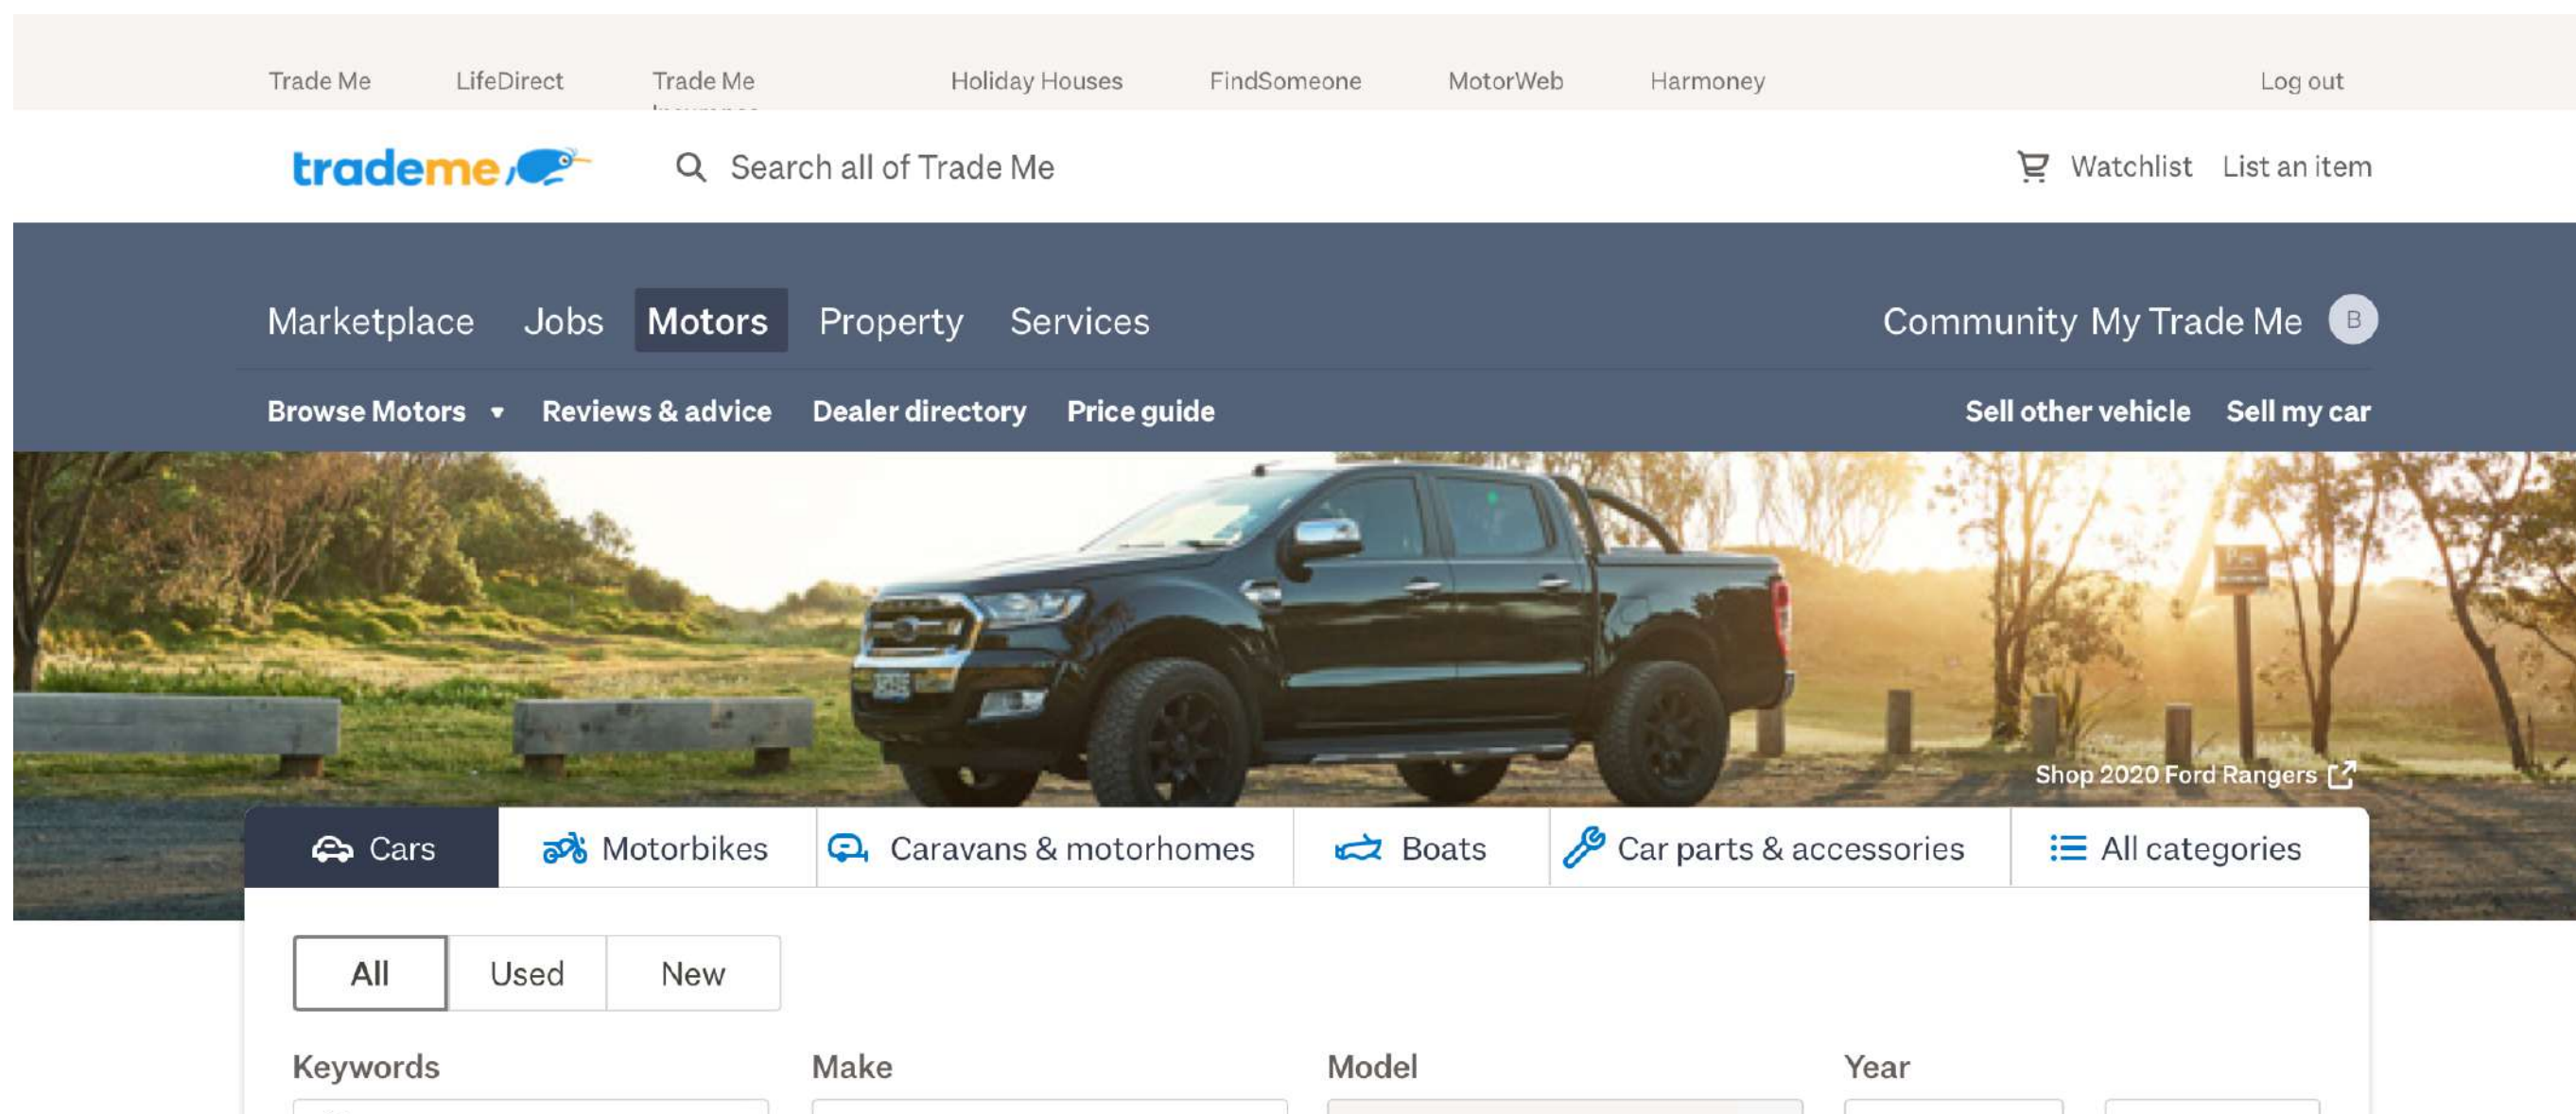 Trade Me LifeDirect Trade Me Holiday Houses FindSomeone MotorWeb Harmoney Log out
trademe Search all of Trade Me Watchlist List an item
Marketplace Jobs Motors Property Services Community My Trade Me B
Browse Motors Reviews & advice Dealer directory Price guide Sell other vehicle Sell my car
Shop 2020 Ford Rangers
Cars Motorbikes Caravans & motorhomes Boats Car parts & accessories All categories
All Used New
Keywords Make Model Year